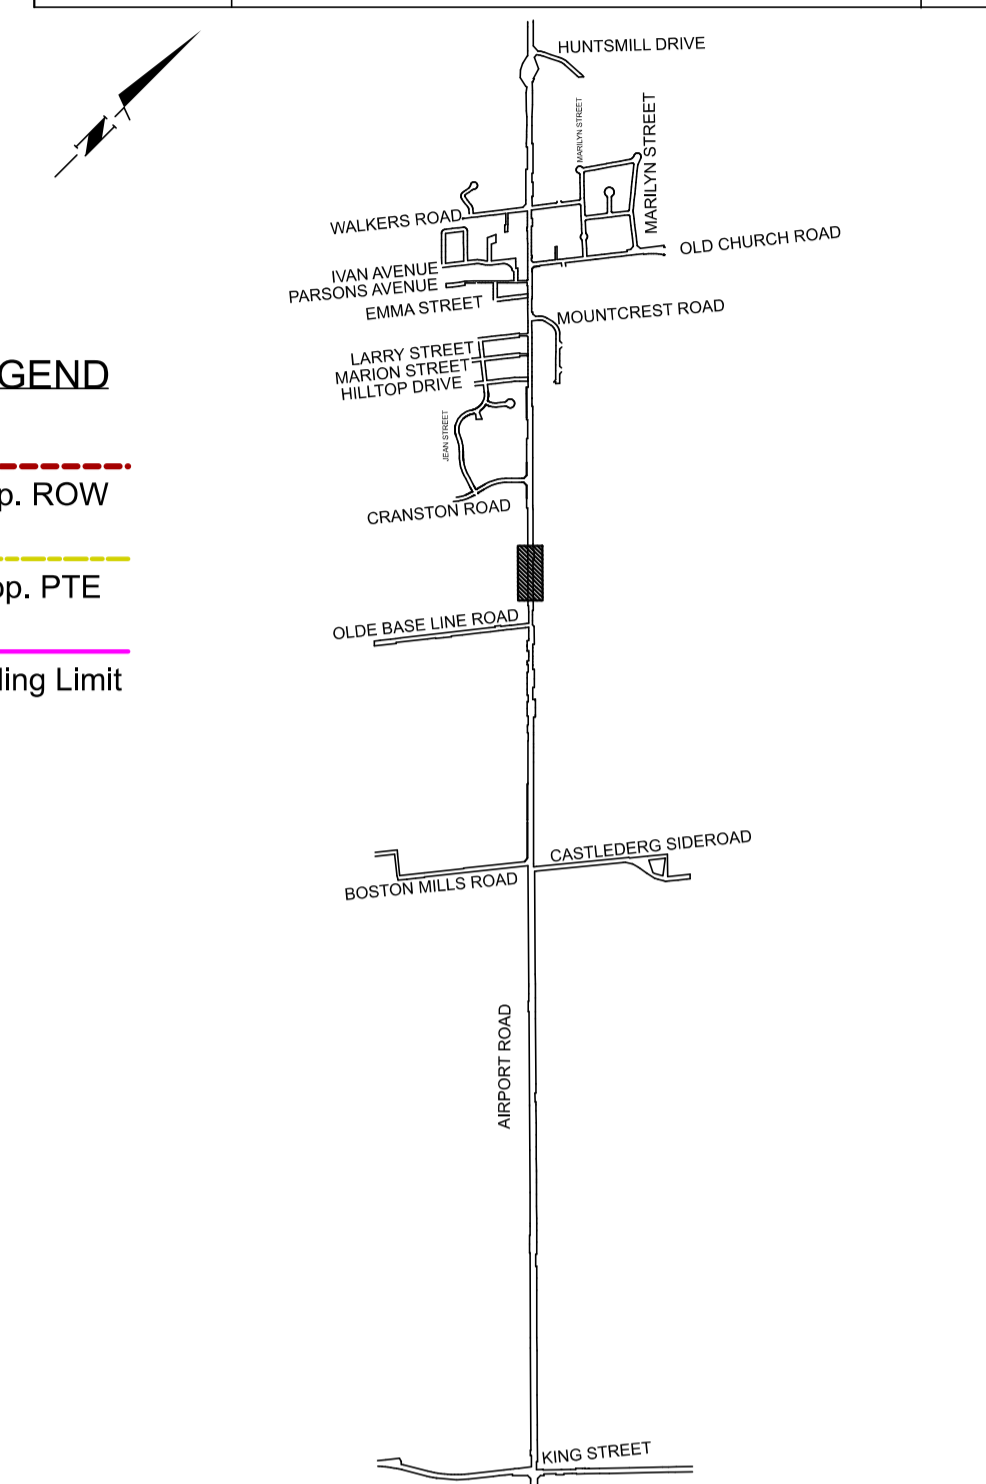 HUNTSMILL DRIVE
MARILYN STREET
MARILYN STREET
WALKERS ROAD
OLD CHURCH ROAD
IVAN AVENUE
PARSONS AVENUE
EMMA STREET
MOUNTCREST ROAD
LARRY STREET
MARION STREET
HILLTOP DRIVE
GEND
JEAN STREET
p. ROW
CRANSTON ROAD
op. PTE
OLDE BASE LINE ROAD
ling Limit
CASTLEDERG SIDEROAD
BOSTON MILLS ROAD
AIRPORT ROAD
KING STREET
N